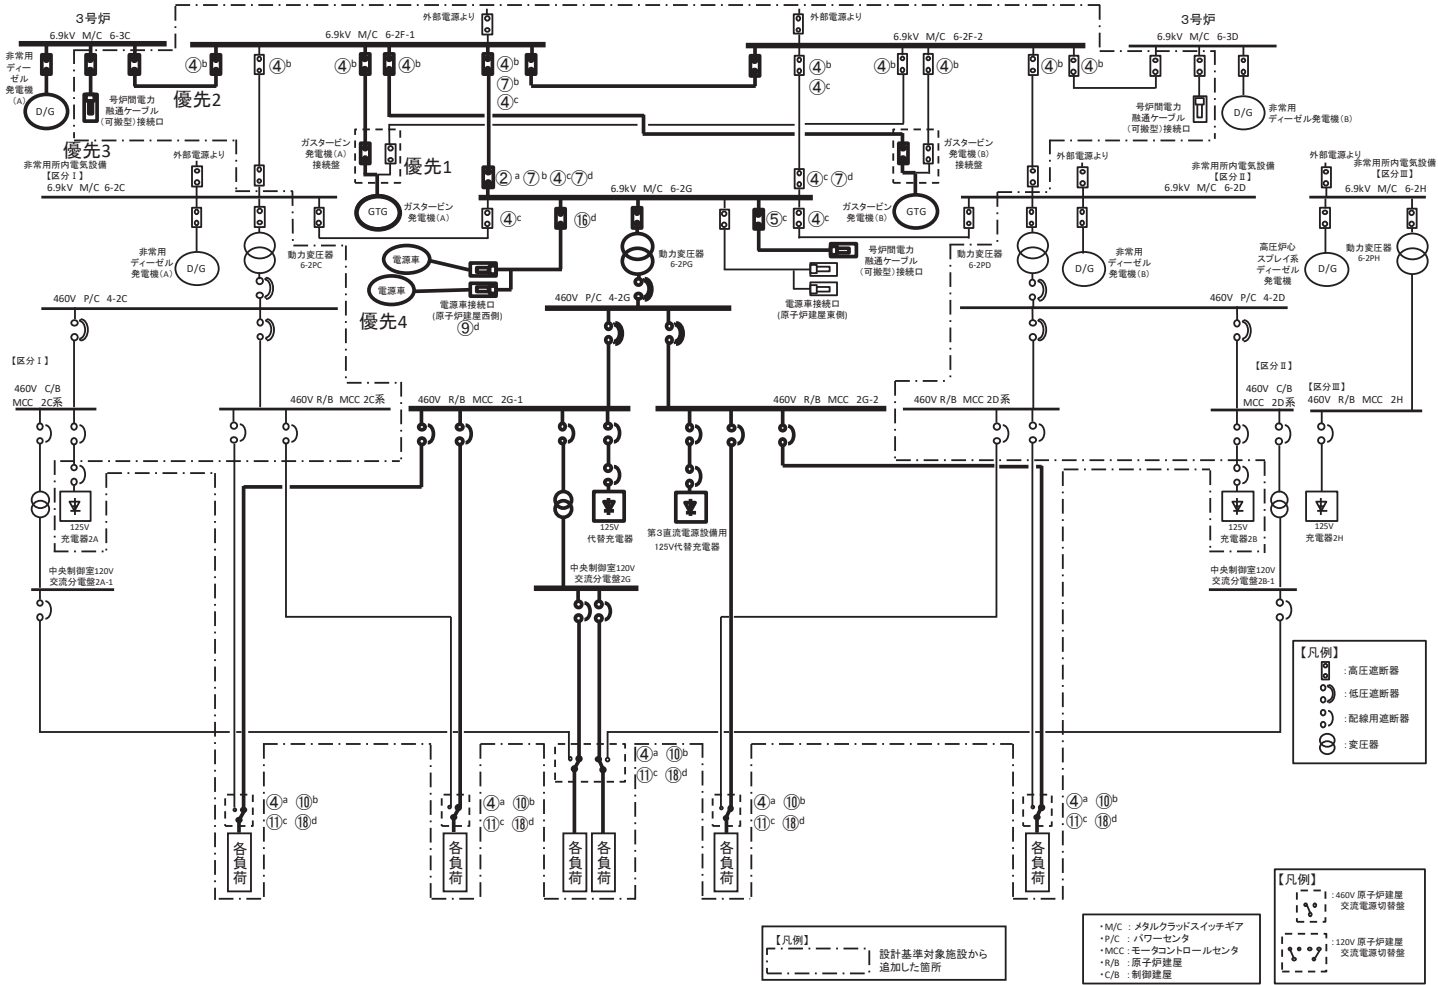 3号炉
外部電源より
外部電源より
3号炉
6.9kV M/C 6-3C
6.9kV M/C 6-2F-1
6.9kV M/C 6-2F-2
6.9kV M/C 6-3D
非常用
ディー
ゼル
発電機
(A)
D/G
号炉間電力
融通ケーブル
(可搬型)接続口
④b
優先2
④b
④b
④b
④b
⑦b
④c
④b
④c
④b
④b
④b
④b
号炉間電力
融通ケーブル
(可搬型)接続口
D/G
非常用
ディーゼル発電機(B)
優先3
非常用所内電気設備
【区分Ⅰ】
6.9kV M/C 6-2C
外部電源より
ガスタービン
発電機(A)
接続盤
優先1
GTG
ガスタービン
発電機(A)
②a ⑦b ④c⑦d
6.9kV M/C 6-2G
④c ⑦d
ガスタービン
発電機(B)
接続盤
ガスタービン
発電機(B)
GTG
外部電源より
非常用所内電気設備
【区分Ⅱ】
6.9kV M/C 6-2D
外部電源より
非常用所内電気設備
【区分Ⅲ】
6.9kV M/C 6-2H
④c
⑯d
⑤c
④c
非常用
ディーゼル
発電機(A)
D/G
動力変圧器
6-2PC
電源車
電源車
電源車接続口
(原子炉建屋西側)
⑨d
優先4
動力変圧器
6-2PG
号炉間電力
融通ケーブル
(可搬型)接続口
電源車接続口
(原子炉建屋東側)
動力変圧器
6-2PD
D/G
非常用
ディーゼル
発電機(B)
高圧炉心
スプレイ系
ディーゼル
発電機
D/G
動力変圧器
6-2PH
460V P/C 4-2C
460V P/C 4-2G
460V P/C 4-2D
【区分Ⅰ】
460V C/B
MCC 2C系
460V R/B MCC 2C系
460V R/B MCC 2G-1
460V R/B MCC 2G-2
460V R/B MCC 2D系
【区分Ⅱ】
460V C/B
MCC 2D系
【区分Ⅲ】
460V R/B MCC 2H
125V
充電器2A
125V
代替充電器
第3直流電源設備用
125V代替充電器
125V
充電器2B
125V
充電器2H
中央制御室120V
交流分電盤2A-1
中央制御室120V
交流分電盤2G
中央制御室120V
交流分電盤2B-1
【凡例】
:高圧遮断器
:低圧遮断器
:配線用遮断器
:変圧器
④a ⑩b
⑪c ⑱d
④a ⑩b
⑪c ⑱d
④a ⑩b
⑪c ⑱d
④a ⑩b
⑪c ⑱d
④a ⑩b
⑪c ⑱d
各負荷
各負荷
各負荷
各負荷
各負荷
各負荷
【凡例】
設計基準対象施設から
追加した箇所
・M/C :メタルクラッドスイッチギア
・P/C :パワーセンタ
・MCC :モータコントロールセンタ
・R/B :原子炉建屋
・C/B :制御建屋
【凡例】
:460V 原子炉建屋
交流電源切替盤
:120V 原子炉建屋
交流電源切替盤